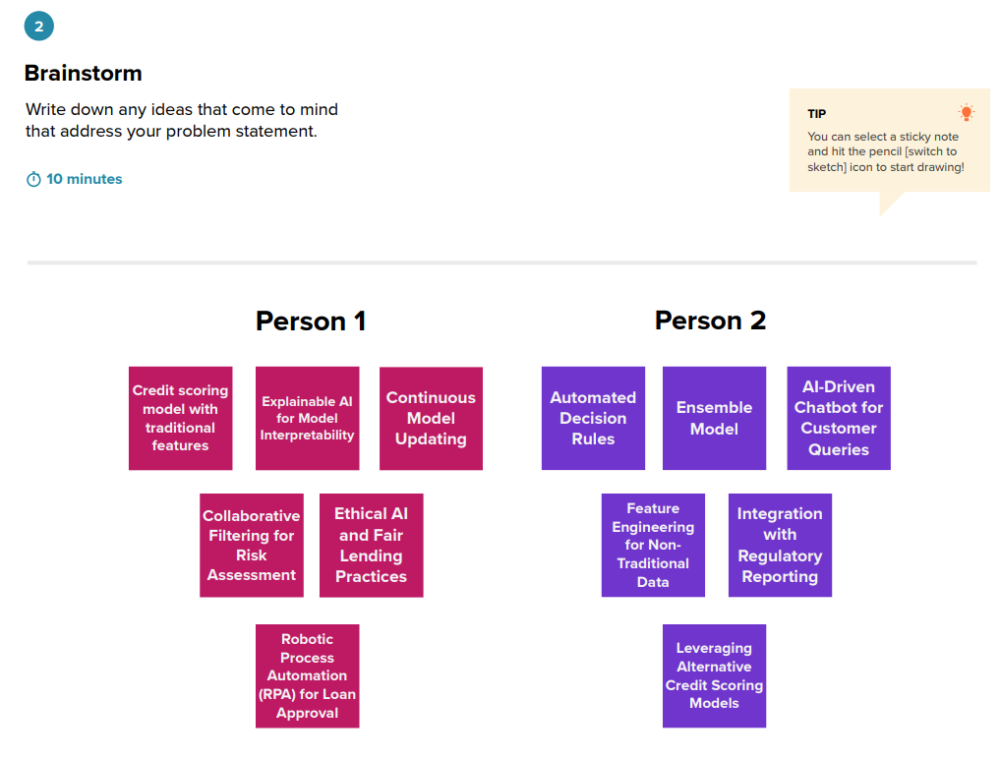 2
Brainstorm
Write down any ideas that come to mind
that address your problem statement.
10 minutes
TIP
You can select a sticky note
and hit the pencil [switch to
sketch] icon to start drawing!
Person 1
Credit scoring
model with
traditional
features
Explainable AI
for Model
Interpretability
Continuous
Model
Updating
Collaborative
Filtering for
Risk
Assessment
Ethical AI
and Fair
Lending
Practices
Robotic
Process
Automation
(RPA) for Loan
Approval
Person 2
Automated
Decision
Rules
Ensemble
Model
AI-Driven
Chatbot for
Customer
Queries
Feature
Engineering
for Non-
Traditional
Data
Integration
with
Regulatory
Reporting
Leveraging
Alternative
Credit Scoring
Models